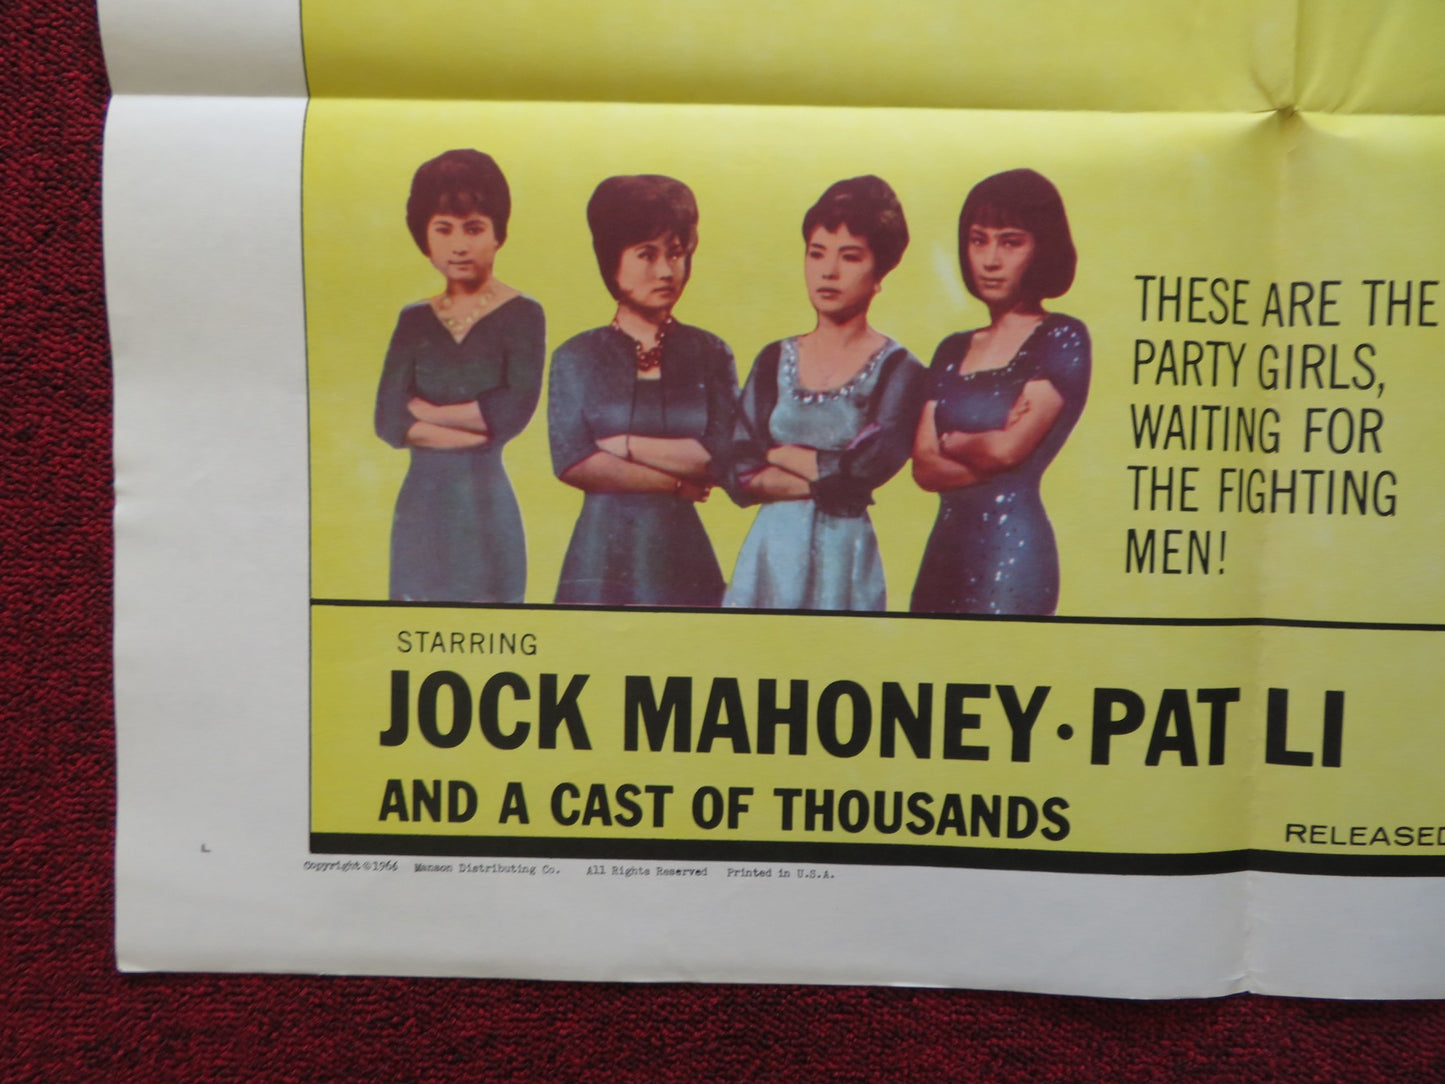 THESE ARE THE
PARTY GIRLS,
WAITING FOR
THE FIGHTING
MEN!
STARRING
JOCK MAHONEY · PAT LI
AND A CAST OF THOUSANDS
RELEASED
Copyright © 1966 Manson Distributing Co. All Rights Reserved Printed in U.S.A.
L